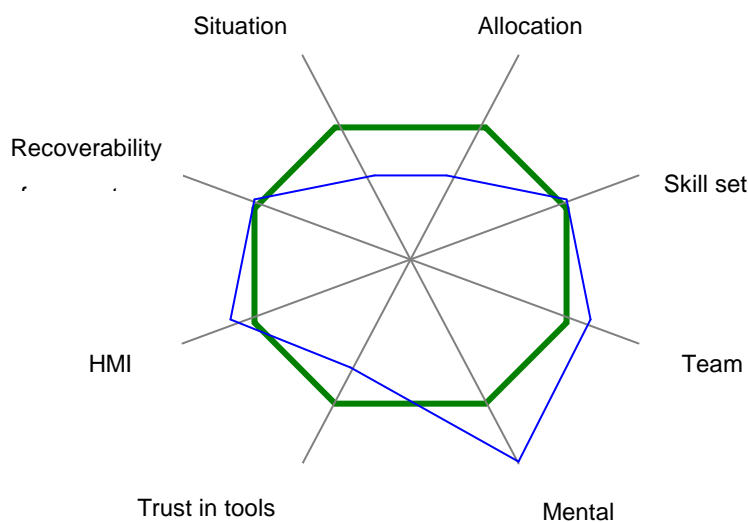 Situation
Allocation
Recoverability
Skill set
HMI
Team
Trust in tools
Mental